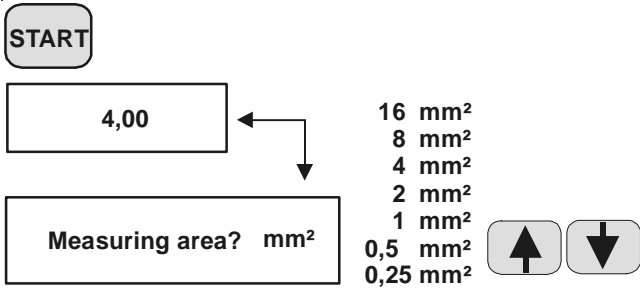 START
4,00
Measuring area? mm²
16 mm²
8 mm²
4 mm²
2 mm²
1 mm²
0,5 mm²
0,25 mm²